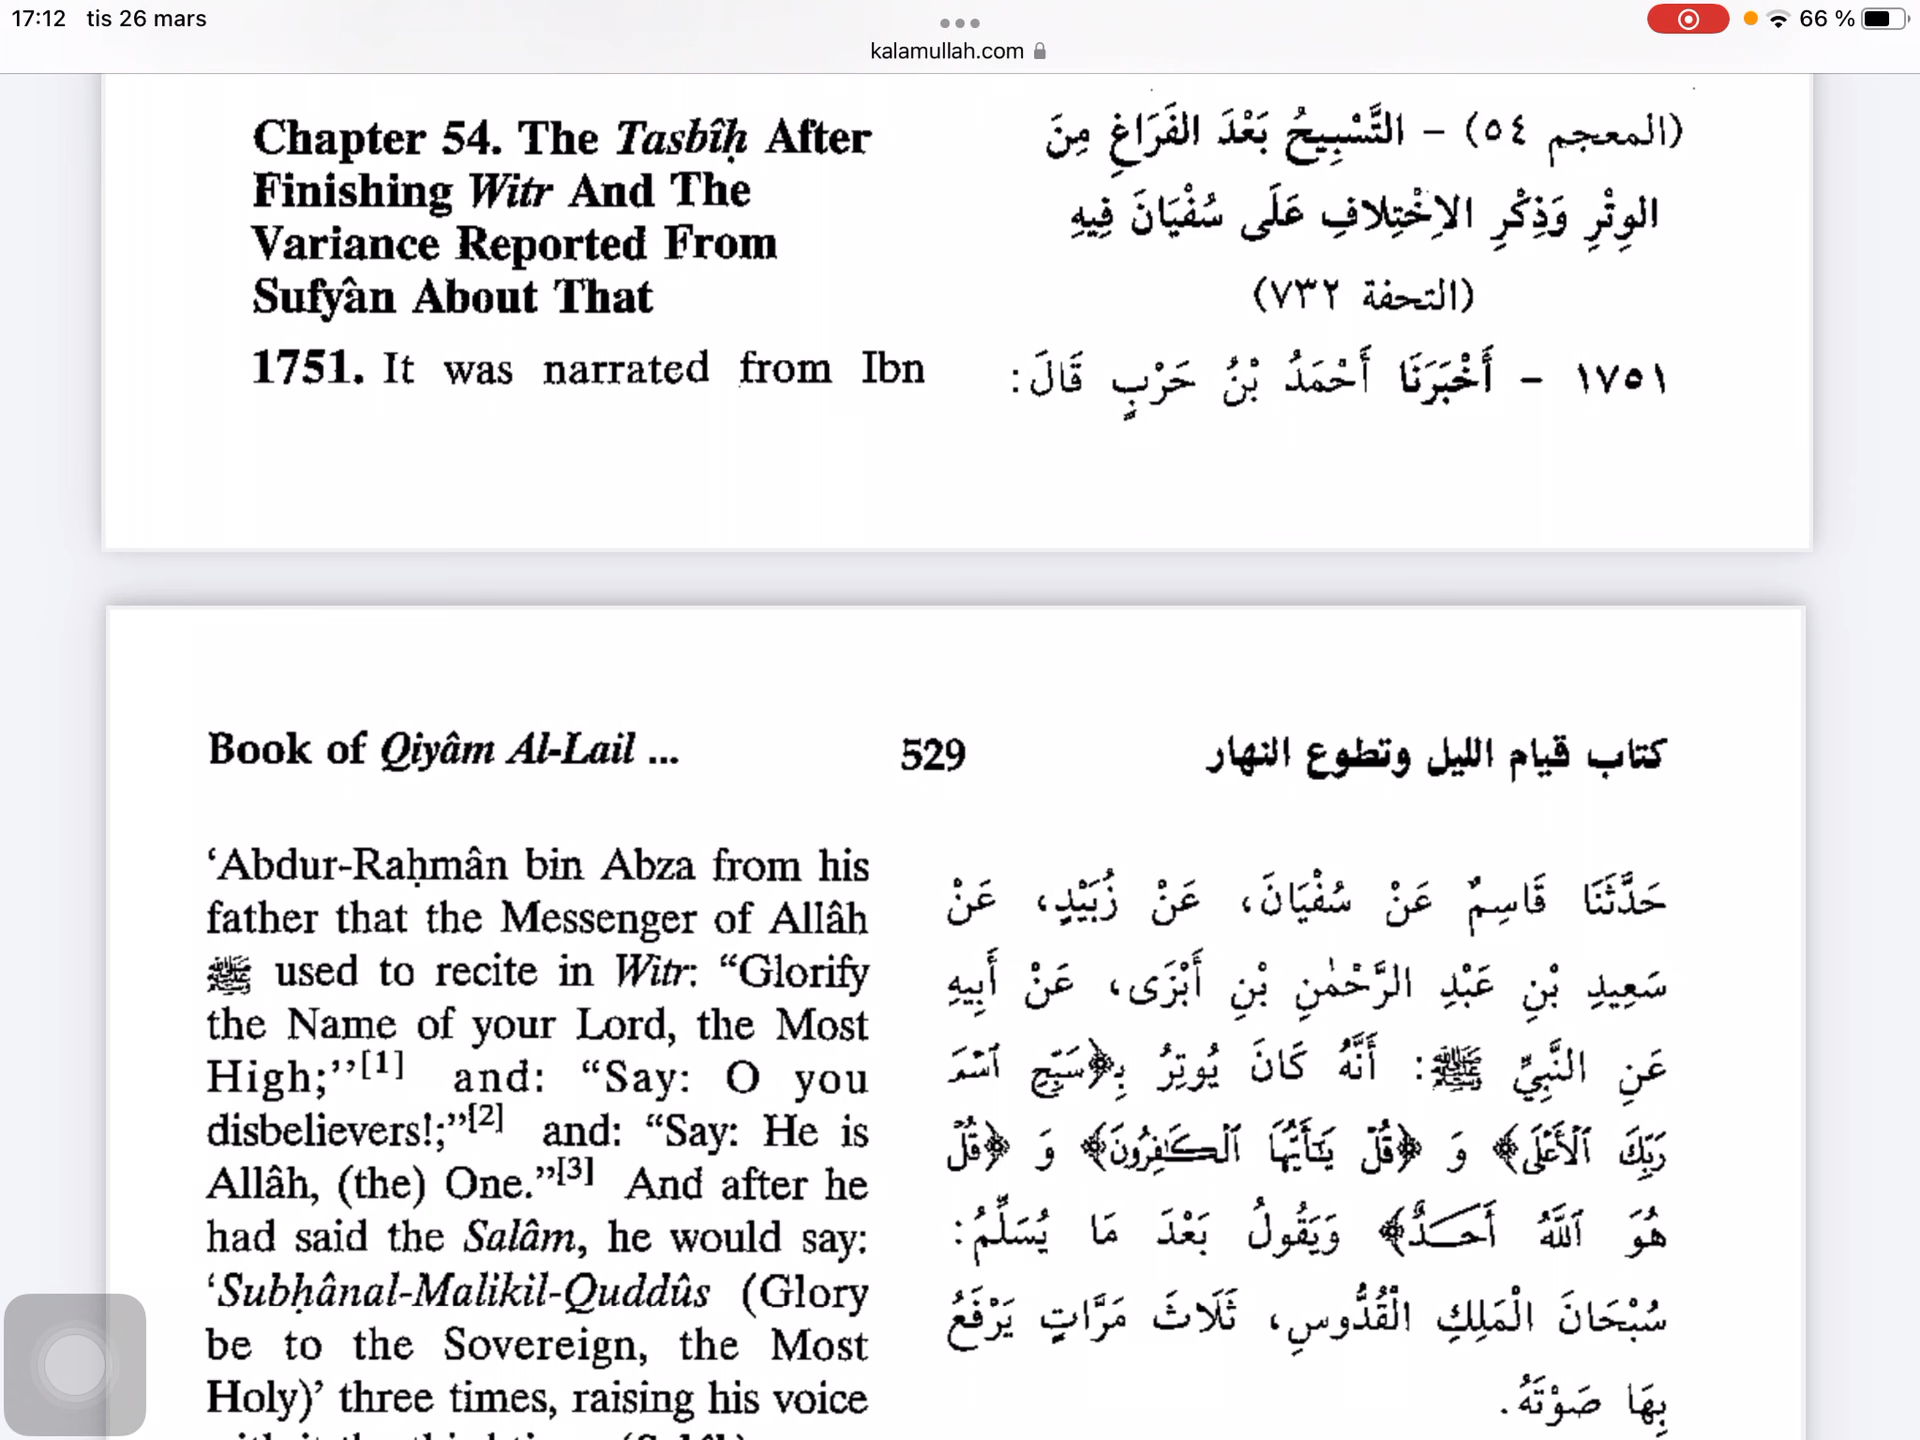 17:12 tis 26 mars
66 %
kalamullah.com
Chapter 54. The Tasbîḥ After
Finishing Witr And The
Variance Reported From
Sufyân About That
1751. It was narrated from Ibn
(المعجم ٥٤) - التَّسْبِيحُ بَعْدَ الفَرَاغِ مِنَ
الوِتْرِ وَذِكْرِ الاِخْتِلافِ عَلَى سُفْيَانَ فِيهِ
(التحفة ٧٣٢)
١٧٥١ - أَخْبَرَنَا أَحْمَدُ بْنُ حَرْبٍ قَالَ:
Book of Qiyâm Al-Lail ...
529
كتاب قيام الليل وتطوع النهار
‘Abdur-Raḥmân bin Abza from his
father that the Messenger of Allâh
ﷺ used to recite in Witr: “Glorify
the Name of your Lord, the Most
High;”[1] and: “Say: O you
disbelievers!;”[2] and: “Say: He is
Allâh, (the) One.”[3] And after he
had said the Salâm, he would say:
‘Subḥânal-Malikil-Quddûs (Glory
be to the Sovereign, the Most
Holy)’ three times, raising his voice
حَدَّثَنَا قَاسِمٌ عَنْ سُفْيَانَ، عَنْ زُبَيْدٍ، عَنْ
سَعِيدِ بْنِ عَبْدِ الرَّحْمٰنِ بْنِ أَبْزَى، عَنْ أَبِيهِ
عَنِ النَّبِيِّ ﷺ: أَنَّهُ كَانَ يُوتِرُ بِـ﴿سَبِّحِ ٱسْمَ
رَبِّكَ ٱلْأَعْلَى﴾ وَ ﴿قُلْ يَٰٓأَيُّهَا ٱلْكَٰفِرُونَ﴾ وَ ﴿قُلْ
هُوَ ٱللَّهُ أَحَدٌ﴾ وَيَقُولُ بَعْدَ مَا يُسَلِّمُ:
سُبْحَانَ الْمَلِكِ الْقُدُّوسِ، ثَلَاثَ مَرَّاتٍ يَرْفَعُ
بِهَا صَوْتَهُ.